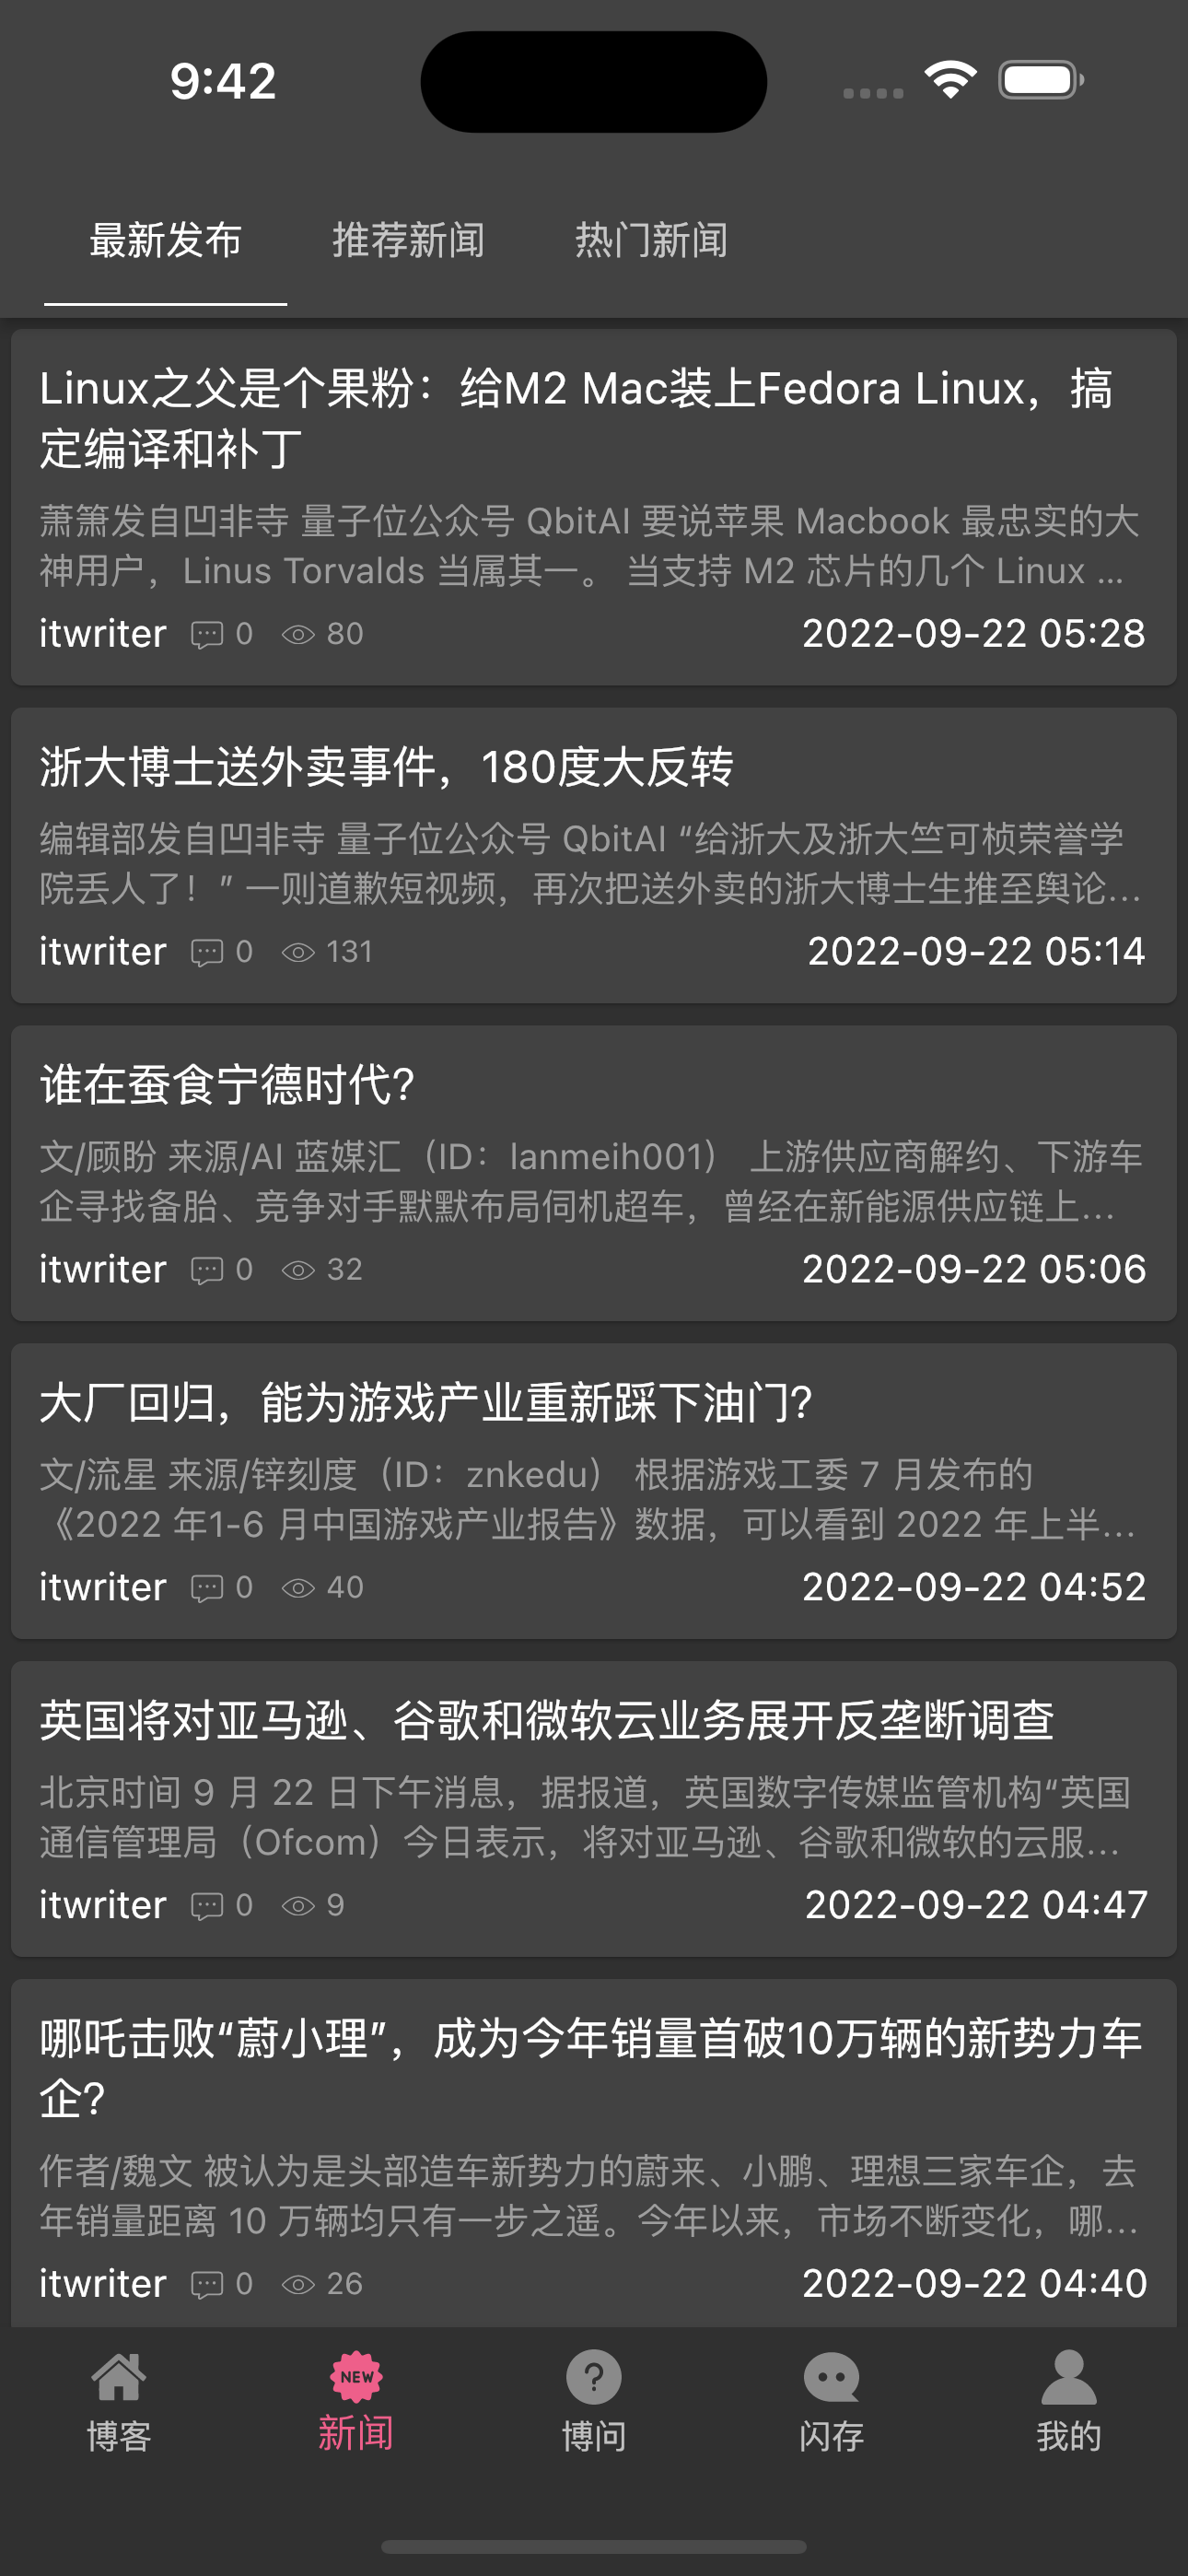 9:42
最新发布 推荐新闻 热门新闻
Linux之父是个果粉：给M2 Mac装上Fedora Linux，搞
定编译和补丁
萧箫发自凹非寺 量子位公众号 QbitAI 要说苹果 Macbook 最忠实的大
神用户，Linus Torvalds 当属其一。 当支持 M2 芯片的几个 Linux ...
itwriter 0 80 2022-09-22 05:28
浙大博士送外卖事件，180度大反转
编辑部发自凹非寺 量子位公众号 QbitAI “给浙大及浙大竺可桢荣誉学
院丢人了！” 一则道歉短视频，再次把送外卖的浙大博士生推至舆论...
itwriter 0 131 2022-09-22 05:14
谁在蚕食宁德时代?
文/顾盼 来源/AI 蓝媒汇（ID：lanmeih001） 上游供应商解约、下游车
企寻找备胎、竞争对手默默布局伺机超车，曾经在新能源供应链上...
itwriter 0 32 2022-09-22 05:06
大厂回归，能为游戏产业重新踩下油门?
文/流星 来源/锌刻度（ID：znkedu） 根据游戏工委 7 月发布的
《2022 年1-6 月中国游戏产业报告》数据，可以看到 2022 年上半...
itwriter 0 40 2022-09-22 04:52
英国将对亚马逊、谷歌和微软云业务展开反垄断调查
北京时间 9 月 22 日下午消息，据报道，英国数字传媒监管机构“英国
通信管理局（Ofcom）今日表示，将对亚马逊、谷歌和微软的云服...
itwriter 0 9 2022-09-22 04:47
哪吒击败“蔚小理”，成为今年销量首破10万辆的新势力车
企?
作者/魏文 被认为是头部造车新势力的蔚来、小鹏、理想三家车企，去
年销量距离 10 万辆均只有一步之遥。今年以来，市场不断变化，哪...
itwriter 0 26 2022-09-22 04:40
NEW
博客 新闻 博问 闪存 我的